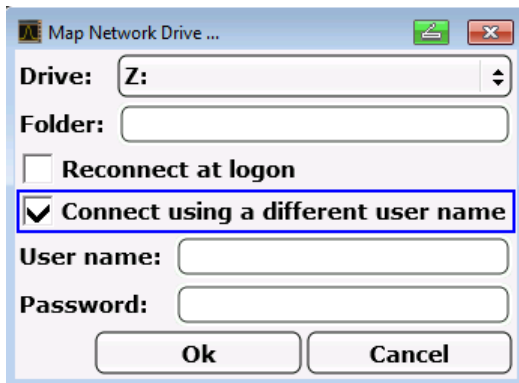 Map Network Drive ...
Drive: Z:
Folder:
Reconnect at logon
Connect using a different user name
User name:
Password:
Ok Cancel